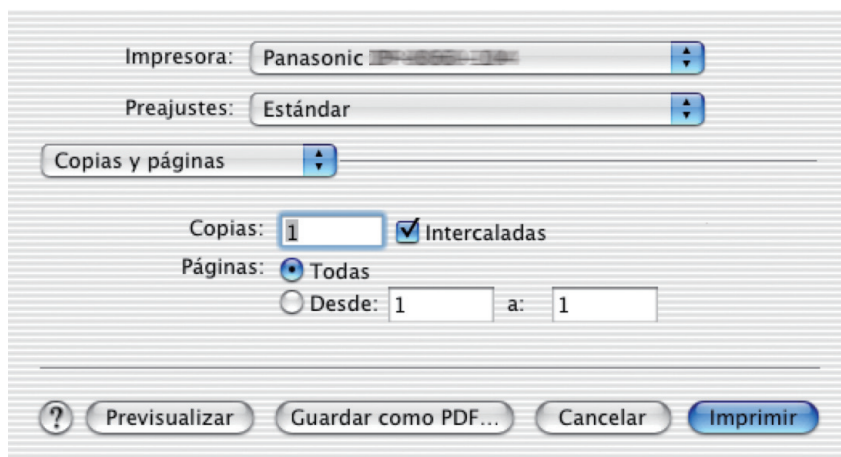 Impresora: Panasonic
Preajustes: Estándar
Copias y páginas
Copias: 1 Intercaladas
Páginas: Todas
Desde: 1 a: 1
? Previsualizar Guardar como PDF... Cancelar Imprimir